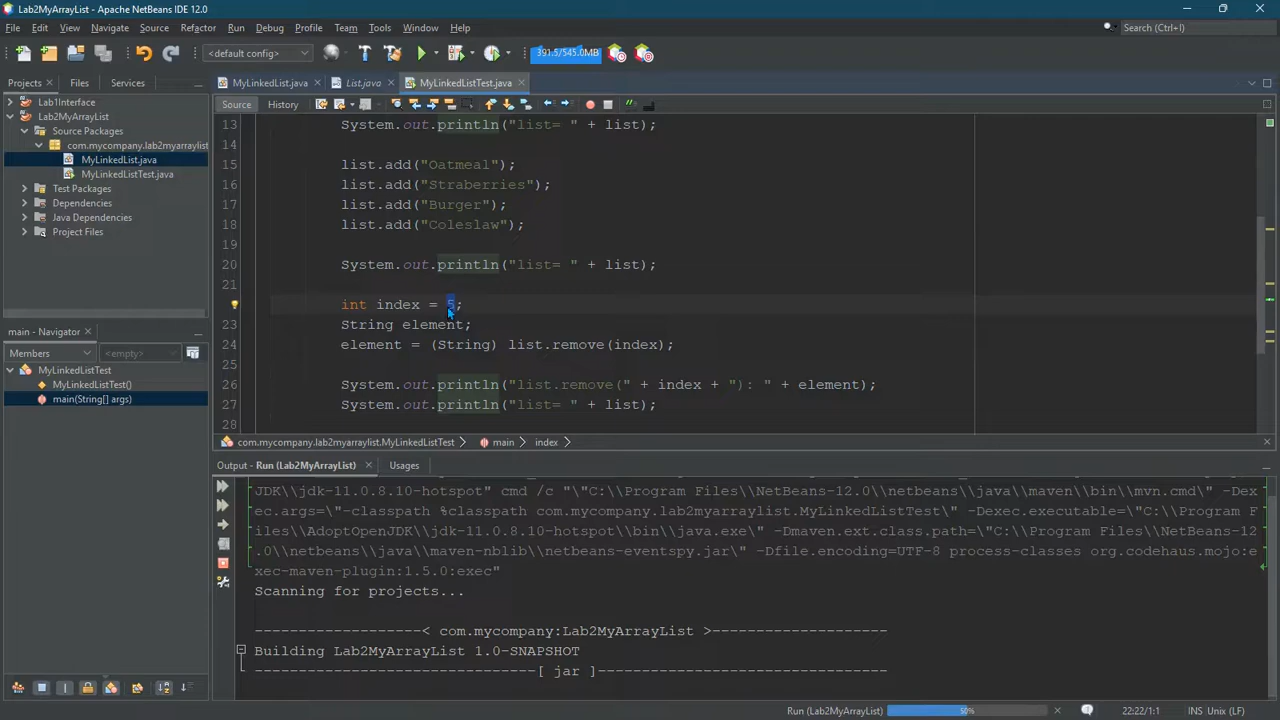 Lab2MyArrayList - Apache NetBeans IDE 12.0
File Edit View Navigate Source Refactor Run Debug Profile Team Tools Window Help
Search (Ctrl+I)
<default config>
391.5/545.0MB
Projects Files Services
MyLinkedList.java List.java MyLinkedListTest.java
Lab1Interface
Lab2MyArrayList
Source Packages
com.mycompany.lab2myarraylist
MyLinkedList.java
MyLinkedListTest.java
Test Packages
Dependencies
Java Dependencies
Project Files
Source History
13 System.out.println("list= " + list);
14
15 list.add("Oatmeal");
16 list.add("Straberries");
17 list.add("Burger");
18 list.add("Coleslaw");
19
20 System.out.println("list= " + list);
21
int index = 5;
23 String element;
24 element = (String) list.remove(index);
25
26 System.out.println("list.remove(" + index + "): " + element);
27 System.out.println("list= " + list);
28
main - Navigator
Members <empty>
MyLinkedListTest
MyLinkedListTest()
main(String[] args)
com.mycompany.lab2myarraylist.MyLinkedListTest main index
Output - Run (Lab2MyArrayList) Usages
JDK\\jdk-11.0.8.10-hotspot" cmd /c "\"C:\\Program Files\\NetBeans-12.0\\netbeans\\java\\maven\\bin\\mvn.cmd\" -Dex
ec.args=\"-classpath %classpath com.mycompany.lab2myarraylist.MyLinkedListTest\" -Dexec.executable=\"C:\\Program F
iles\\AdoptOpenJDK\\jdk-11.0.8.10-hotspot\\bin\\java.exe\" -Dmaven.ext.class.path=\"C:\\Program Files\\NetBeans-12
.0\\netbeans\\java\\maven-nblib\\netbeans-eventspy.jar\" -Dfile.encoding=UTF-8 process-classes org.codehaus.mojo:e
xec-maven-plugin:1.5.0:exec"
Scanning for projects...
-------------------< com.mycompany:Lab2MyArrayList >--------------------
Building Lab2MyArrayList 1.0-SNAPSHOT
--------------------------------[ jar ]---------------------------------
Run (Lab2MyArrayList) 50% 22:22/1:1 INS Unix (LF)